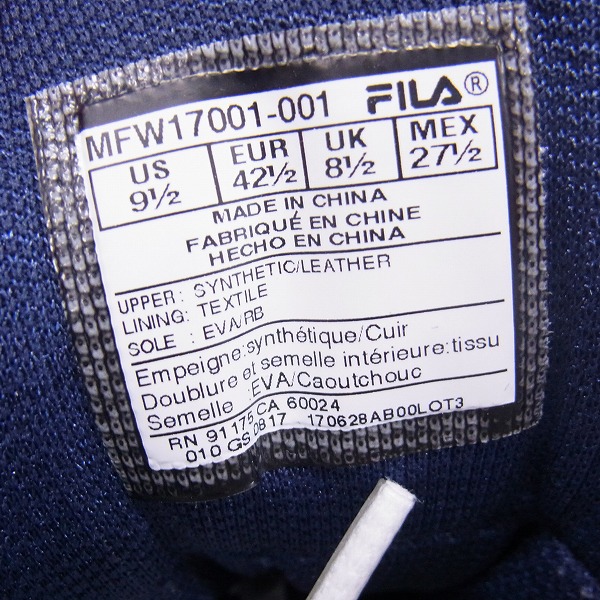 MFW17001-001 FILA®
US EUR UK MEX
9½ 42½ 8½ 27½
MADE IN CHINA
FABRIQUÉ EN CHINE
HECHO EN CHINA
UPPER: SYNTHETIC/LEATHER
LINING: TEXTILE
SOLE : EVA/RB
Empeigne:synthétique/Cuir
Doublure et semelle intérieure:tissu
Semelle :EVA/Caoutchouc
RN 91175 CA 60024
010 GS 0817 170628AB00LOT3